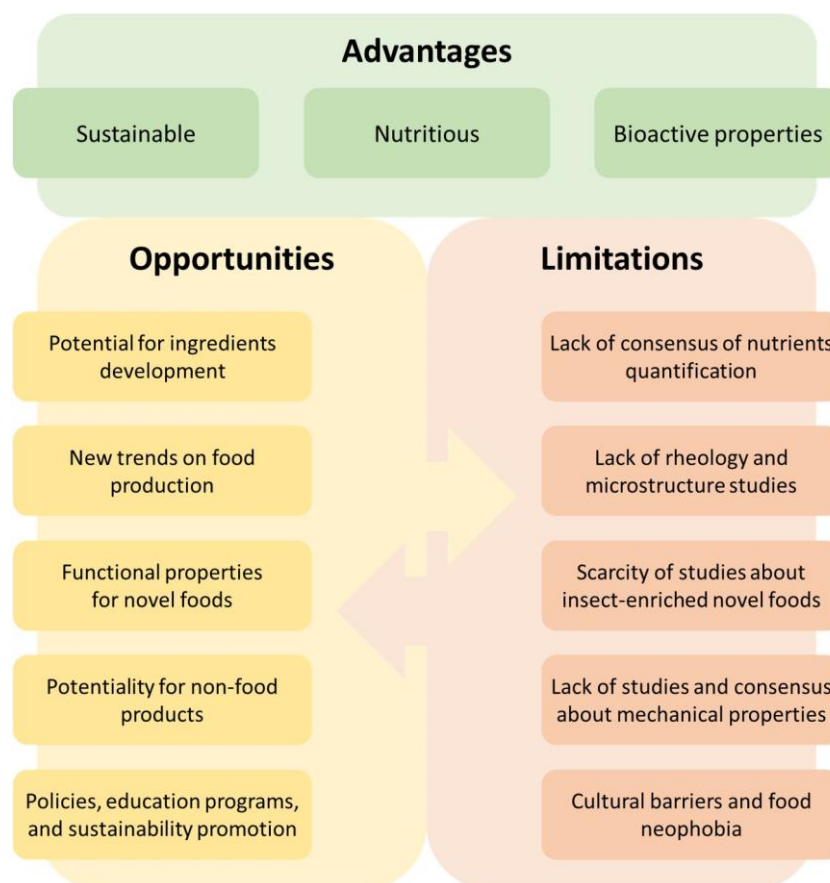 Advantages
Sustainable
Nutritious
Bioactive properties
Opportunities
Potential for ingredients
development
New trends on food
production
Functional properties
for novel foods
Potentiality for non-food
products
Policies, education programs,
and sustainability promotion
Limitations
Lack of consensus of nutrients
quantification
Lack of rheology and
microstructure studies
Scarcity of studies about
insect-enriched novel foods
Lack of studies and consensus
about mechanical properties
Cultural barriers and food
neophobia